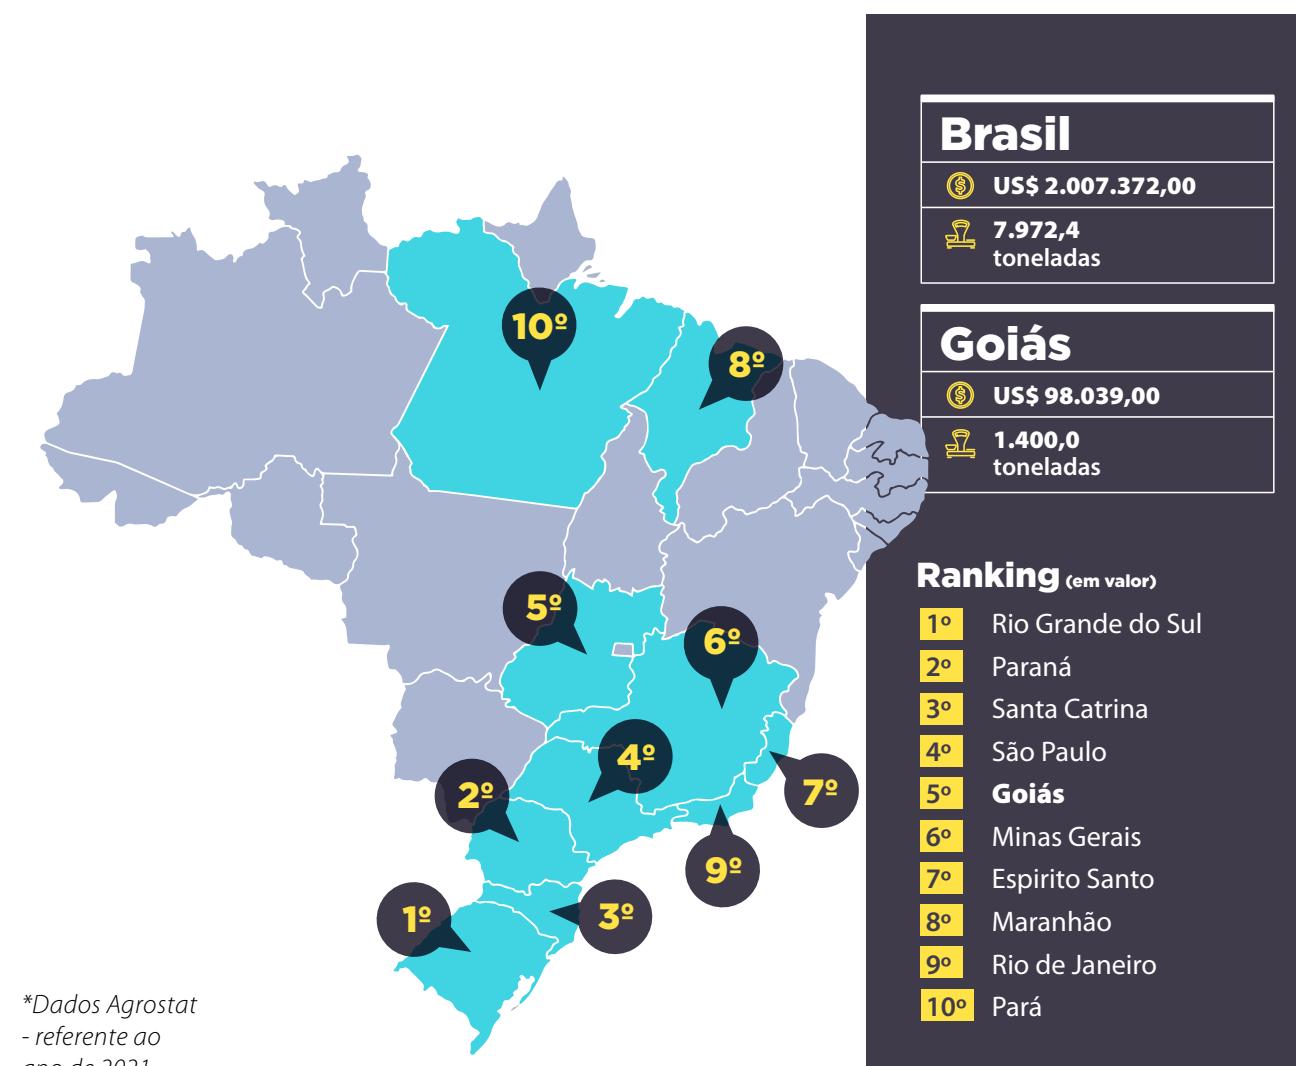 Brasil
US$ 2.007.372,00
7.972,4
toneladas
Goiás
US$ 98.039,00
1.400,0
toneladas
10º
8º
5º
6º
4º
7º
2º
9º
1º
3º
Ranking (em valor)
1º Rio Grande do Sul
2º Paraná
3º Santa Catrina
4º São Paulo
5º Goiás
6º Minas Gerais
7º Espirito Santo
8º Maranhão
9º Rio de Janeiro
10º Pará
*Dados Agrostat
- referente ao
ano de 2021